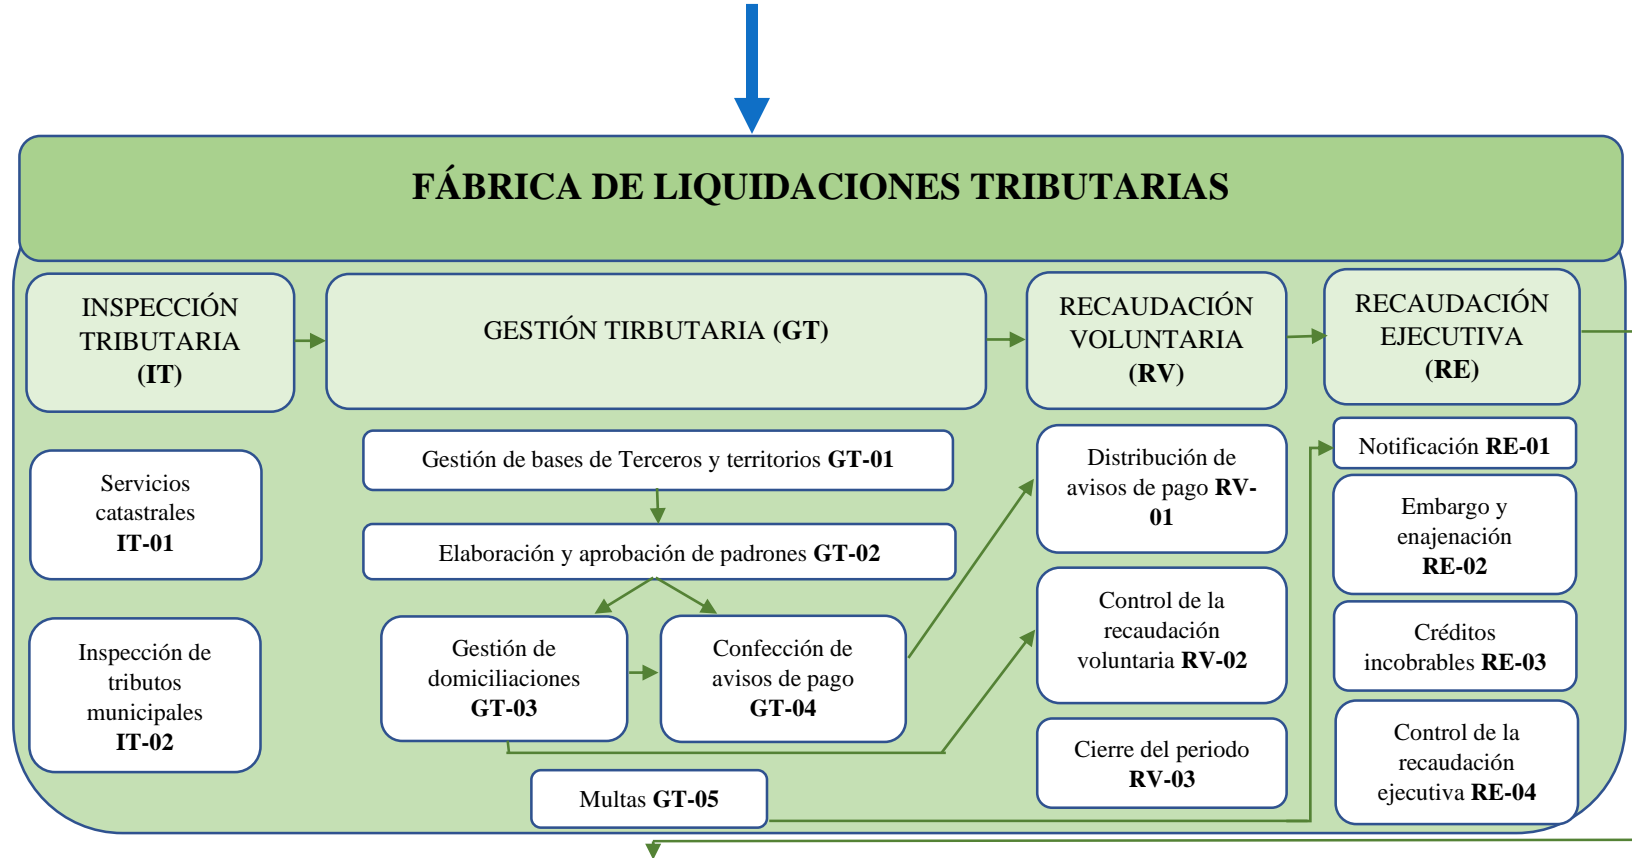 FÁBRICA DE LIQUIDACIONES TRIBUTARIAS
INSPECCIÓN
TRIBUTARIA
(IT)
GESTIÓN TIRBUTARIA (GT)
RECAUDACIÓN
VOLUNTARIA
(RV)
RECAUDACIÓN
EJECUTIVA
(RE)
Servicios
catastrales
IT-01
Inspección de
tributos
municipales
IT-02
Gestión de bases de Terceros y territorios GT-01
Elaboración y aprobación de padrones GT-02
Gestión de
domiciliaciones
GT-03
Confección de
avisos de pago
GT-04
Multas GT-05
Distribución de
avisos de pago RV-
01
Control de la
recaudación
voluntaria RV-02
Cierre del periodo
RV-03
Notificación RE-01
Embargo y
enajenación
RE-02
Créditos
incobrables RE-03
Control de la
recaudación
ejecutiva RE-04